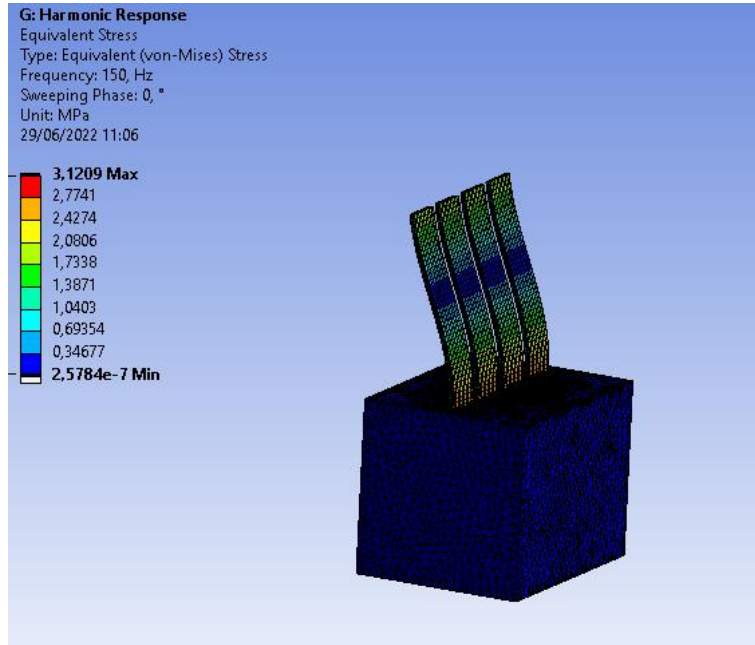 G: Harmonic Response
Equivalent Stress
Type: Equivalent (von-Mises) Stress
Frequency: 150, Hz
Sweeping Phase: 0, °
Unit: MPa
29/06/2022 11:06
3,1209 Max
2,7741
2,4274
2,0806
1,7338
1,3871
1,0403
0,69354
0,34677
2,5784e-7 Min